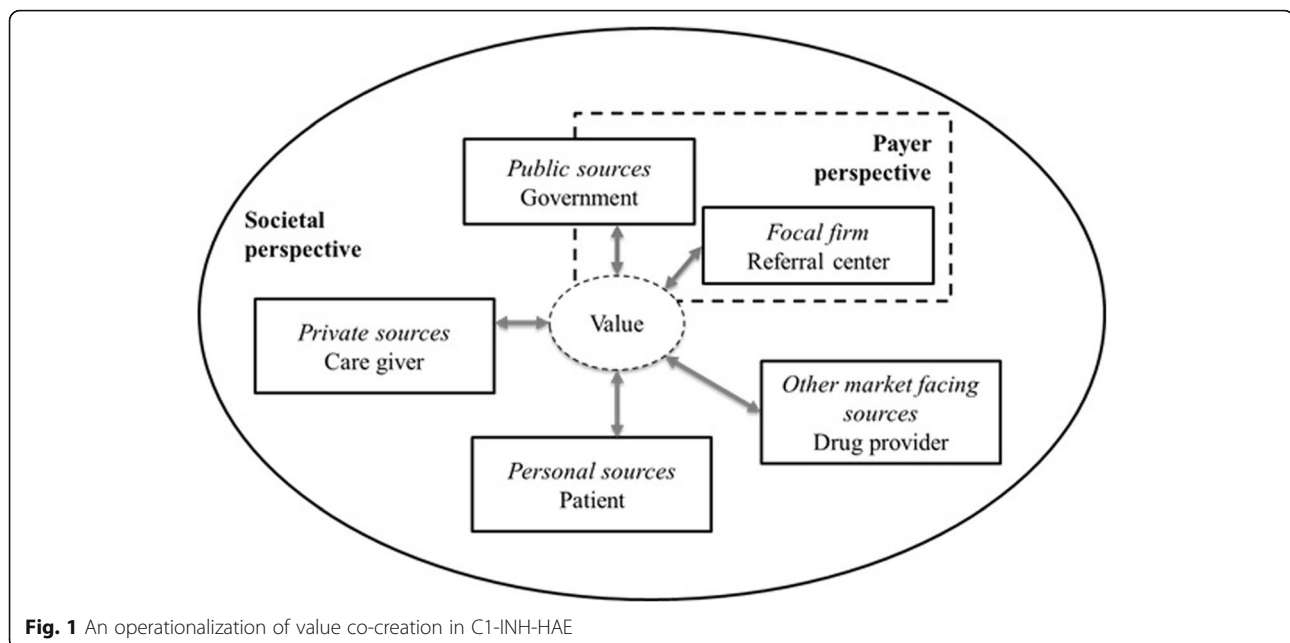 Public sources
Government
Payer
perspective
Societal
perspective
Focal firm
Referral center
Private sources
Care giver
Value
Other market facing
sources
Drug provider
Personal sources
Patient
Fig. 1 An operationalization of value co-creation in C1-INH-HAE